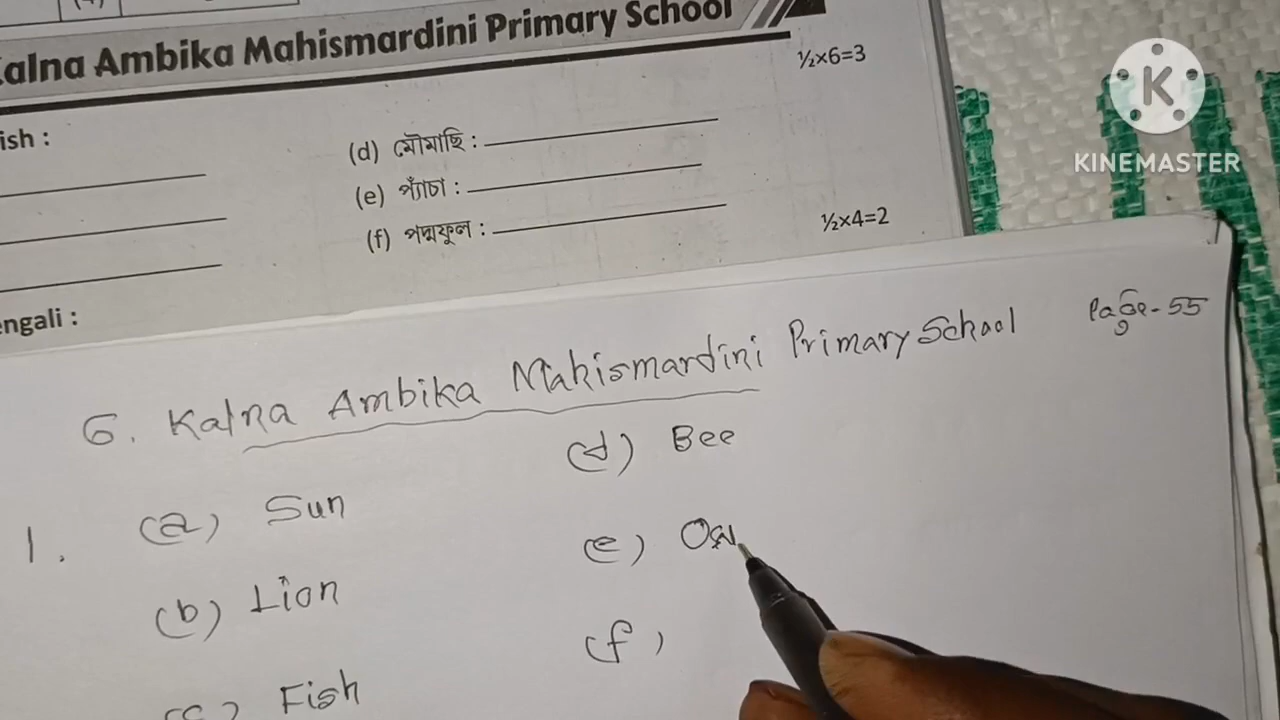 Kalna Ambika Mahismardini Primary School
½×6=3
ish :
(d) মৌমাছি :
(e) প্যাঁচা :
(f) পদ্মফুল :
½×4=2
engali :
KINEMASTER
Page-55
6. Kalna Ambika Mahismardini Primary School
1. (a) Sun
(b) Lion
(c) Fish
(d) Bee
(e)
(f)